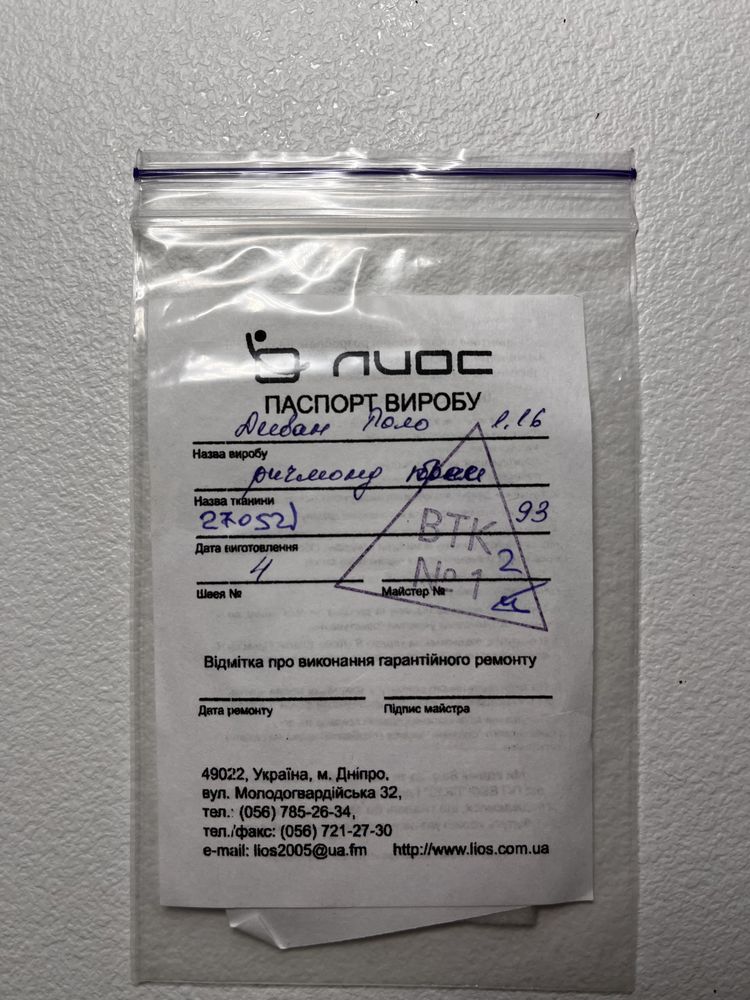 ЛИОС
ПАСПОРТ ВИРОБУ
Диван Поло 1,16
Назва виробу
ричмонд
Назва тканини
270521 93
Дата виготовлення
4 2
Швея № Майстер №
ВТК
№ 1
Відмітка про виконання гарантійного ремонту
Дата ремонту Підпис майстра
49022, Україна, м. Дніпро,
вул. Молодогвардійська 32,
тел.: (056) 785-26-34,
тел./факс: (056) 721-27-30
e-mail: lios2005@ua.fm http://www.lios.com.ua